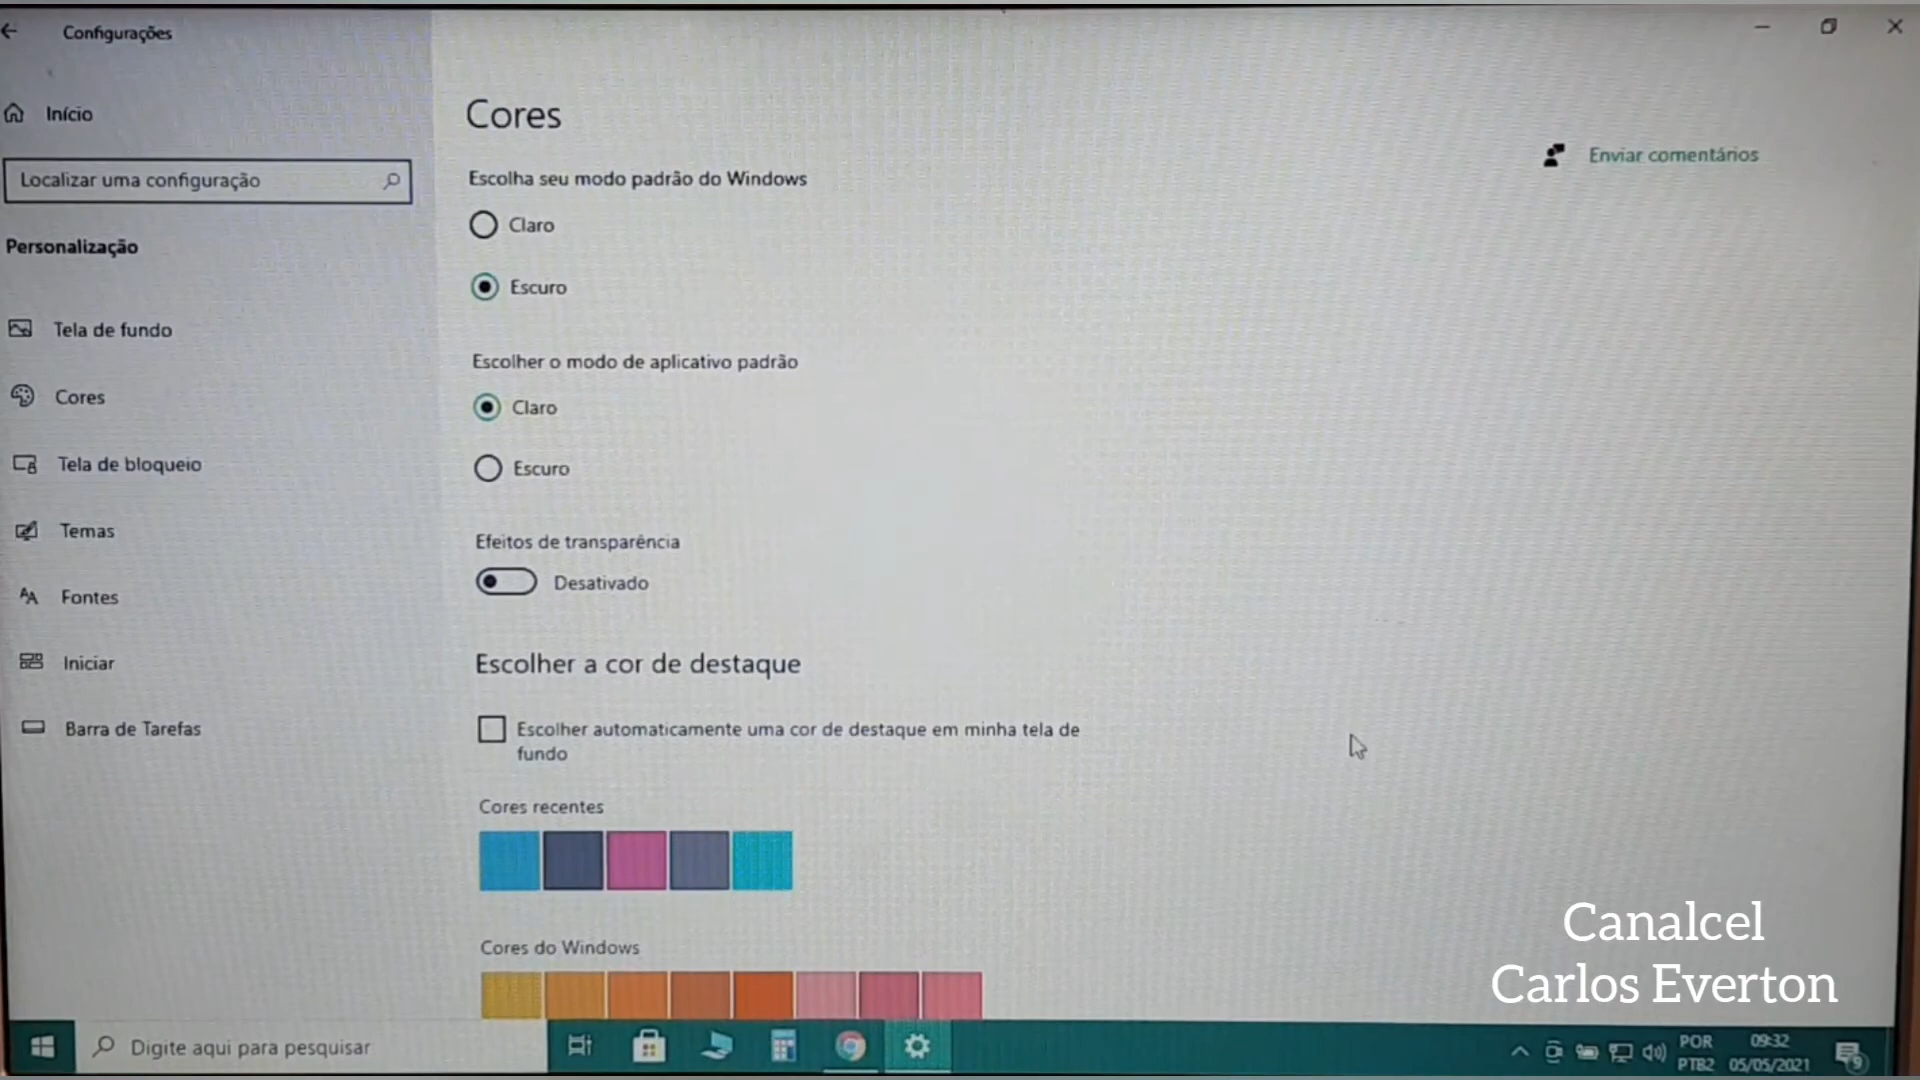 Configurações
Início
Localizar uma configuração
Personalização
Tela de fundo
Cores
Tela de bloqueio
Temas
Fontes
Iniciar
Barra de Tarefas
Cores
Enviar comentários
Escolha seu modo padrão do Windows
Claro
Escuro
Escolher o modo de aplicativo padrão
Claro
Escuro
Efeitos de transparência
Desativado
Escolher a cor de destaque
Escolher automaticamente uma cor de destaque em minha tela de
fundo
Cores recentes
Cores do Windows
Canalcel
Carlos Everton
Digite aqui para pesquisar
POR
PTB2
09:32
05/05/2021
9